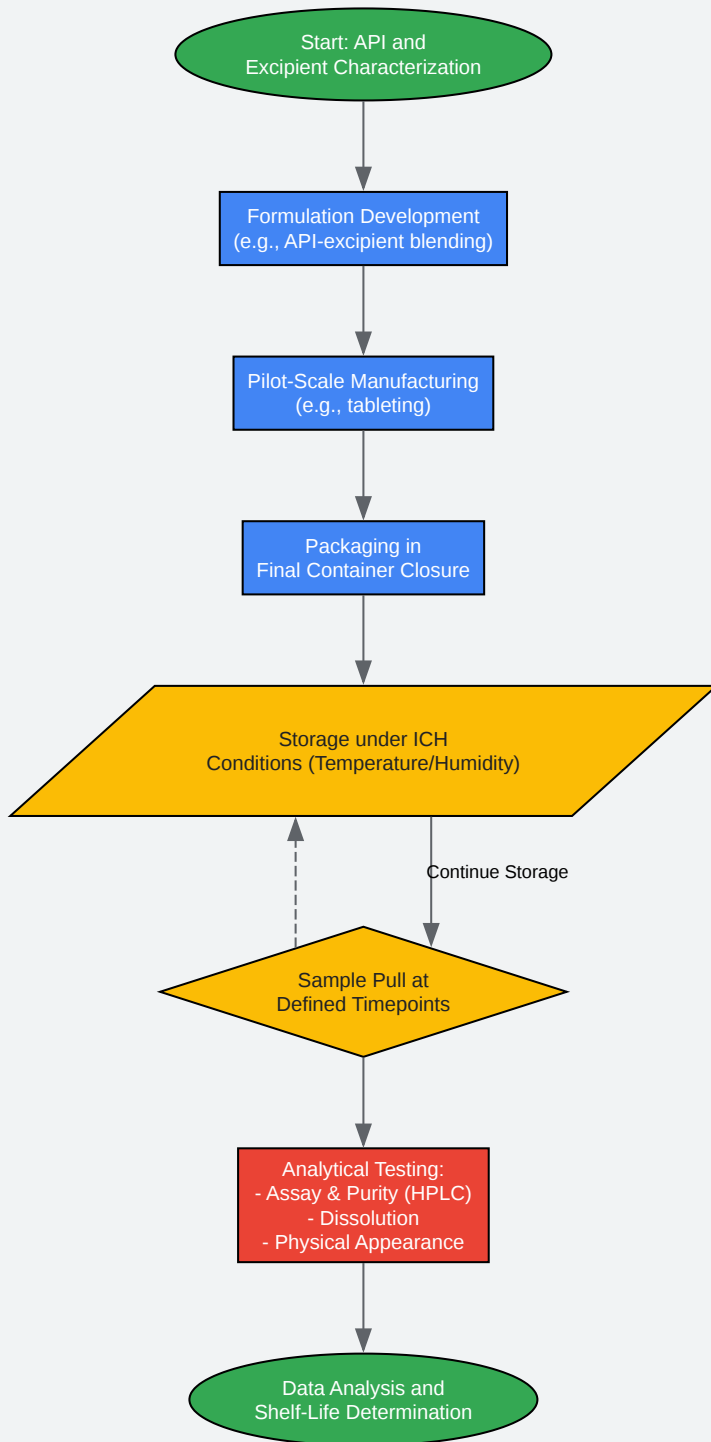 Start: API and
Excipient Characterization
Formulation Development
(e.g., API-excipient blending)
Pilot-Scale Manufacturing
(e.g., tableting)
Packaging in
Final Container Closure
Storage under ICH
Conditions (Temperature/Humidity)
Continue Storage
Sample Pull at
Defined Timepoints
Analytical Testing:
- Assay & Purity (HPLC)
- Dissolution
- Physical Appearance
Data Analysis and
Shelf-Life Determination